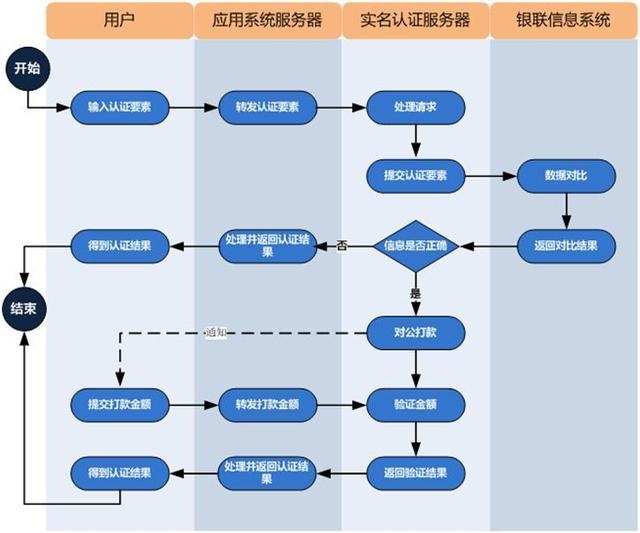 用户 应用系统服务器 实名认证服务器 银联信息系统
开始
输入认证要素 转发认证要素 处理请求
提交认证要素 数据对比
得到认证结果 处理并返回认证结
果 否 信息是否正确 返回对比结果
是
结束
通知 对公打款
提交打款金额 转发打款金额 验证金额
得到认证结果 处理并返回认证结
果 返回验证结果